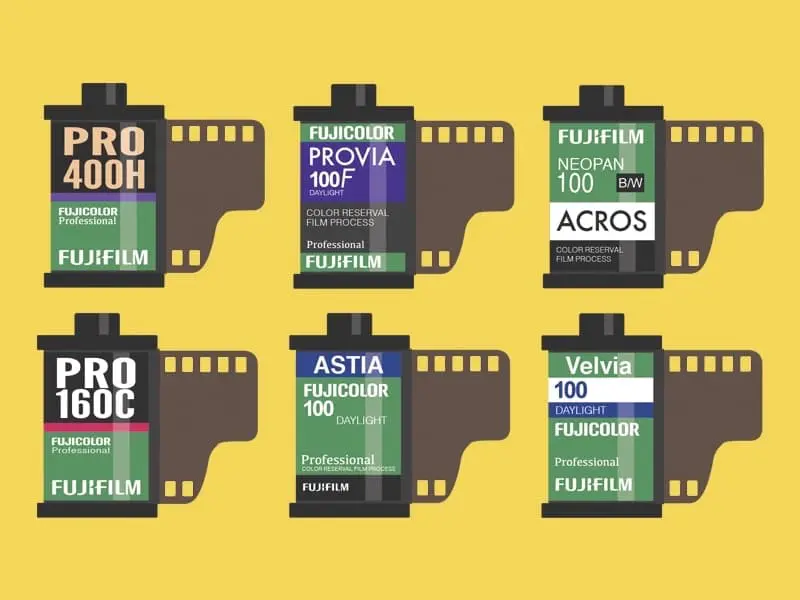 PRO
400H
FUJICOLOR
Professional
FUJIFILM
FUJICOLOR
PROVIA
100F
DAYLIGHT
COLOR RESERVAL
FILM PROCESS
Professional
FUJIFILM
FUJIFILM
NEOPAN
100 B/W
ACROS
COLOR RESERVAL
FILM PROCESS
PRO
160C
FUJICOLOR
Professional
FUJIFILM
ASTIA
FUJICOLOR
100
DAYLIGHT
Professional
COLOR RESERVAL FILM PROCESS
FUJIFILM
Velvia
100
DAYLIGHT
FUJICOLOR
Professional
FUJIFILM